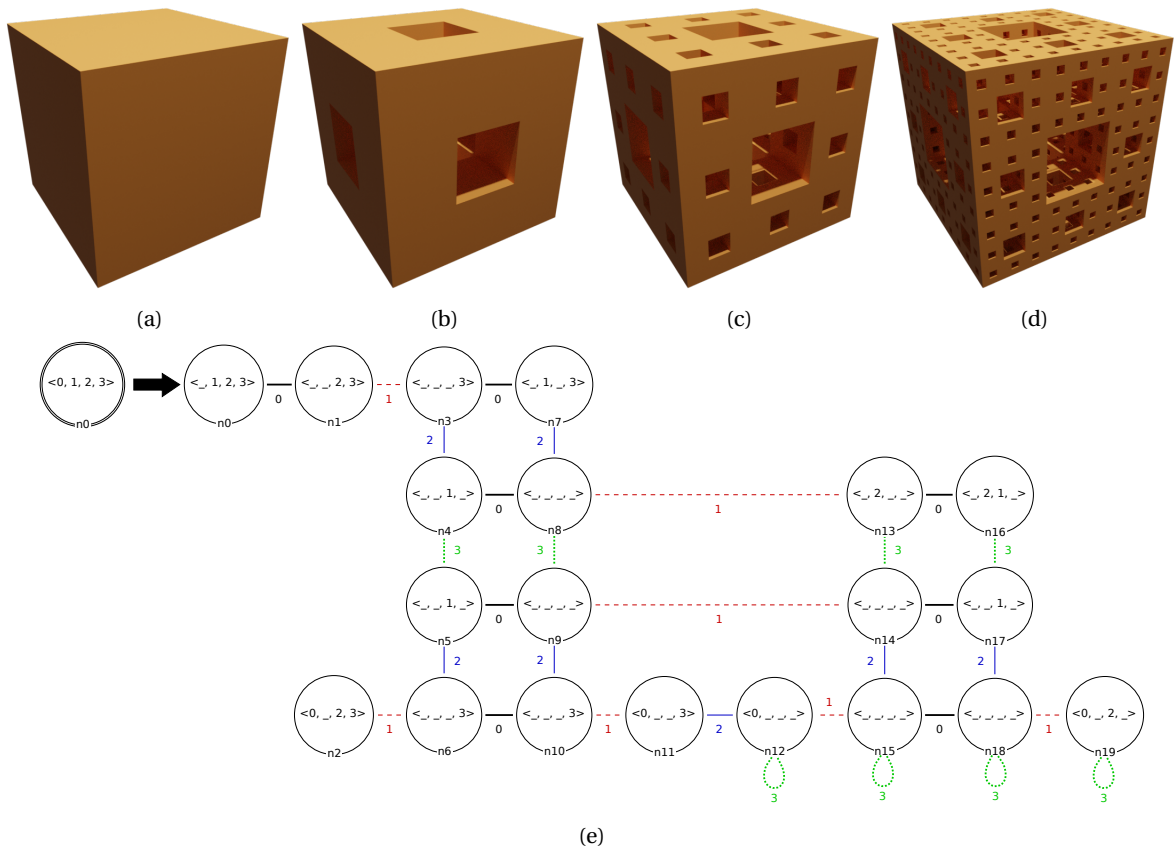 (a) (b) (c) (d)
<0, 1, 2, 3> <_, 1, 2, 3> <_, _, 2, 3> <_, _, _, 3> <_, 1, _, 3>
0 1 0
n0 n0 n1 n3 n7
2 2
<_, _, 1, _> <_, _, _, _> <_, 2, _, _> <_, 2, 1, _>
0 1 0
n4 n8 n13 n16
3 3 3 3
<_, _, 1, _> <_, _, _, _> <_, _, _, _> <_, _, 1, _>
0 1 0
n5 n9 n14 n17
2 2 2 2
<0, _, 2, 3> <_, _, _, 3> <_, _, _, 3> <0, _, _, 3> <0, _, _, _> <_, _, _, _> <_, _, _, _> <0, _, 2, _>
1 0 1 2 1 0 1
n2 n6 n10 n11 n12 n15 n18 n19
3 3 3 3
(e)